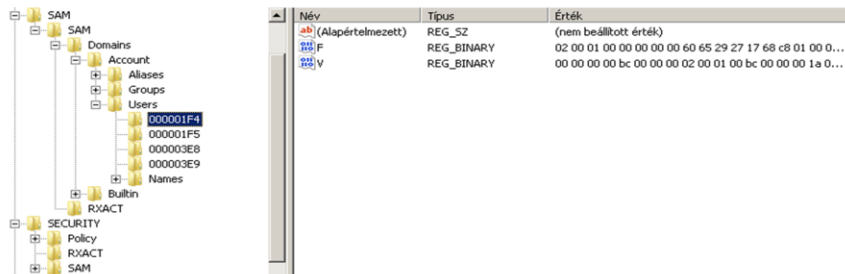 SAM
SAM
Domains
Account
Aliases
Groups
Users
000001F4
000001F5
000003E8
000003E9
Names
Builtin
RXACT
SECURITY
Policy
RXACT
SAM
Név Típus Érték
(Alapértelmezett) REG_SZ (nem beállított érték)
F REG_BINARY 02 00 01 00 00 00 00 00 60 65 29 27 17 68 c8 01 00 0...
V REG_BINARY 00 00 00 00 bc 00 00 00 02 00 01 00 bc 00 00 00 1a 0...